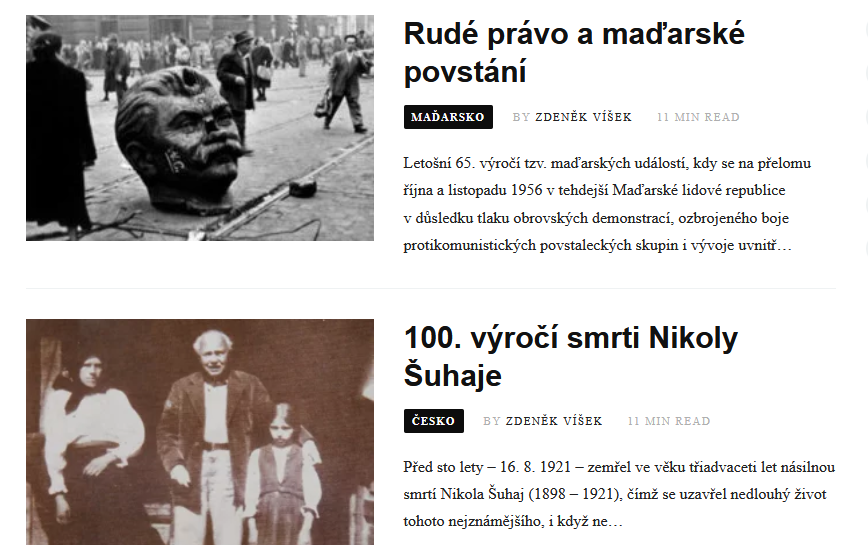 Rudé právo a maďarské
povstání
MAĎARSKO BY ZDENĚK VÍŠEK 11 MIN READ
Letošní 65. výročí tzv. maďarských událostí, kdy se na přelomu
října a listopadu 1956 v tehdejší Maďarské lidové republice
v důsledku tlaku obrovských demonstrací, ozbrojeného boje
protikomunistických povstaleckých skupin i vývoje uvnitř…
100. výročí smrti Nikoly
Šuhaje
ČESKO BY ZDENĚK VÍŠEK 11 MIN READ
Před sto lety – 16. 8. 1921 – zemřel ve věku třiadvaceti let násilnou
smrtí Nikola Šuhaj (1898 – 1921), čímž se uzavřel nedlouhý život
tohoto nejznámějšího, i když ne…